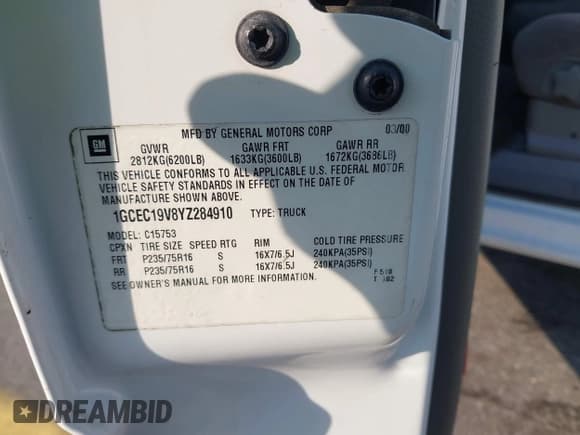 GM
MFD BY GENERAL MOTORS CORP 03/00
GVWR GAWR FRT GAWR RR
2812KG(6200LB) 1633KG(3600LB) 1672KG(3686LB)
THIS VEHICLE CONFORMS TO ALL APPLICABLE U.S. FEDERAL MOTOR
VEHICLE SAFETY STANDARDS IN EFFECT ON THE DATE OF
MANUFACTURE SHOWN ABOVE.
1GCEC19V8YZ284910 TYPE: TRUCK
MODEL: C15753
CPXN TIRE SIZE SPEED RTG RIM COLD TIRE PRESSURE
FRT P235/75R16 S 16X7/6.5J 240KPA(35PSI)
RR P235/75R16 S 16X7/6.5J 240KPA(35PSI)
SEE OWNER'S MANUAL FOR MORE INFORMATION.
DREAMBID